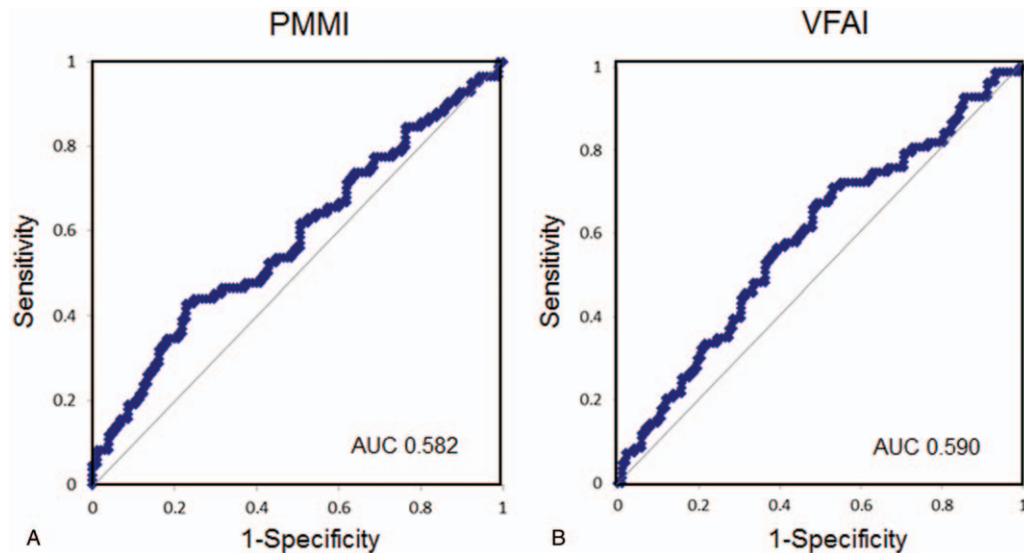 PMMI
1
0.8
0.6
0.4
0.2
0
Sensitivity
AUC 0.582
0 0.2 0.4 0.6 0.8 1
A 1-Specificity
VFAI
1
0.8
0.6
0.4
0.2
0
Sensitivity
AUC 0.590
0 0.2 0.4 0.6 0.8 1
B 1-Specificity